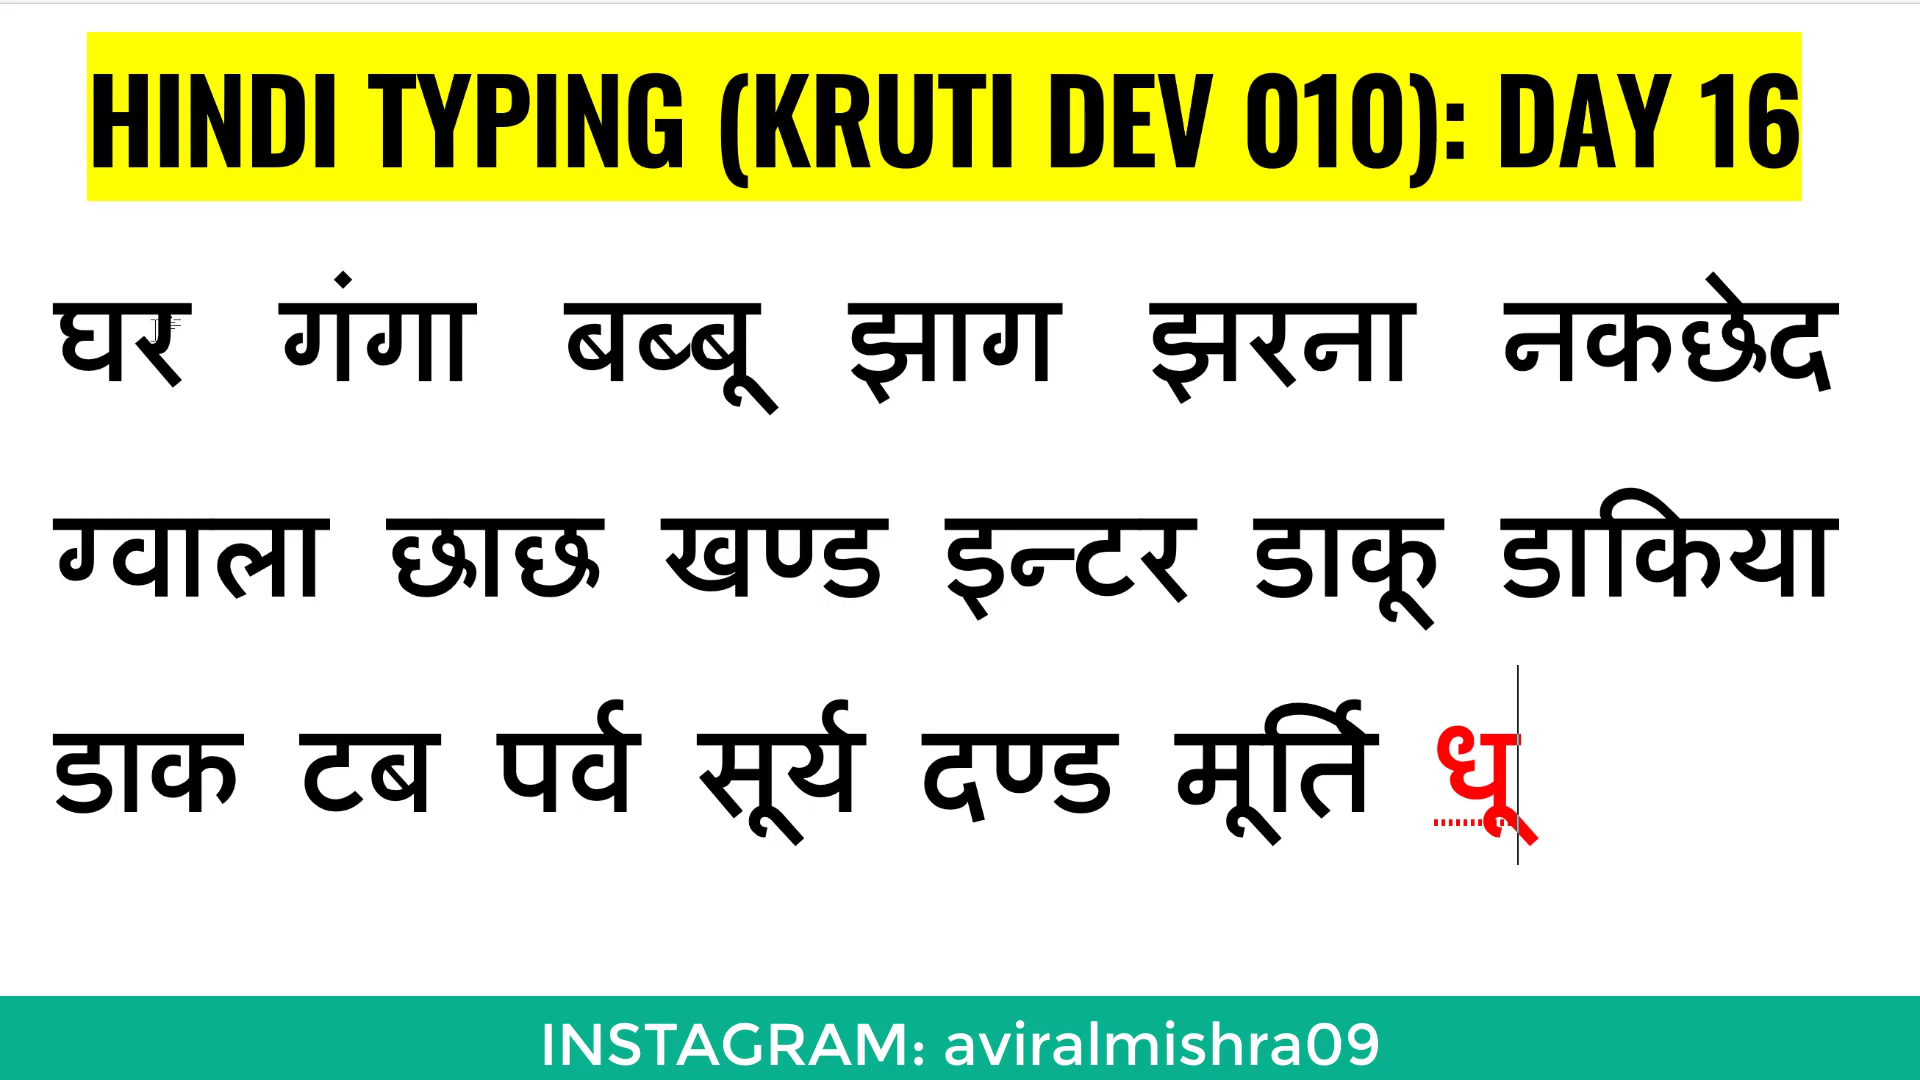 HINDI TYPING (KRUTI DEV 010): DAY 16
घर गंगा बब्बू झाग झरना नकछेद
ग्वाला छाछ खण्ड इन्टर डाकू डाकिया
डाक टब पर्व सूर्य दण्ड मूर्ति धू
INSTAGRAM: aviralmishra09